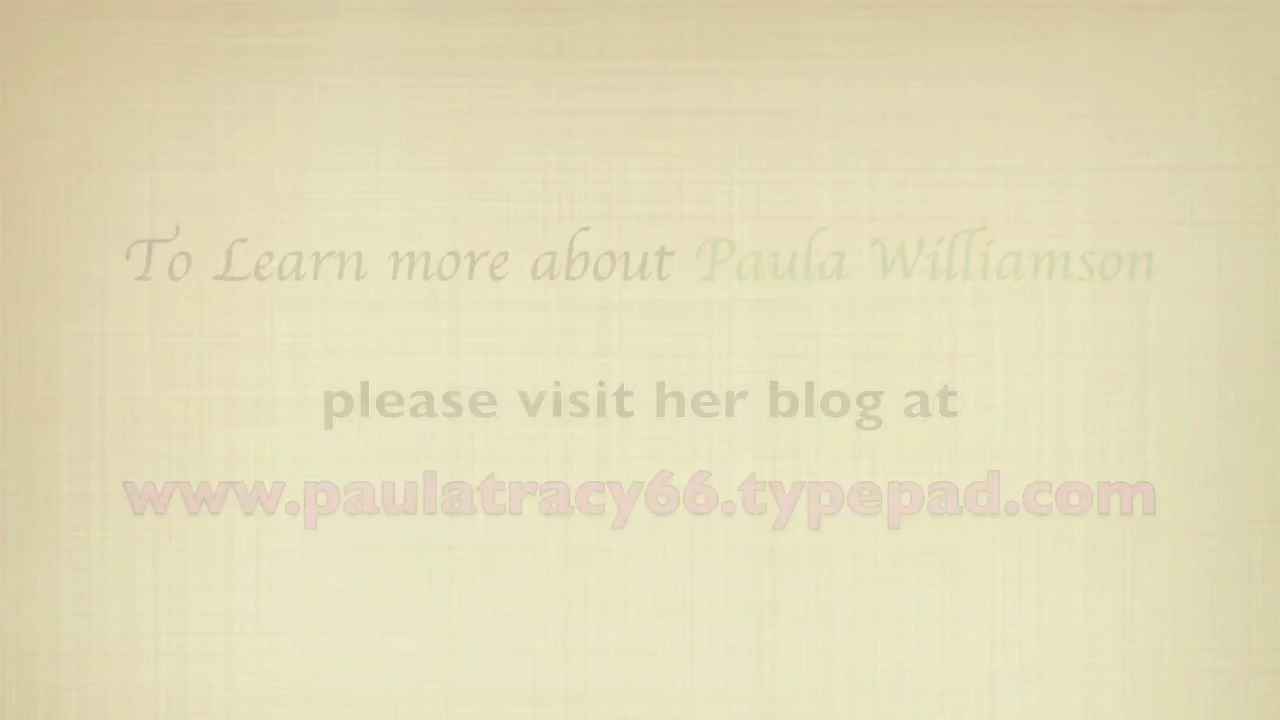 To Learn more about Paula Williamson
please visit her blog at
www.paulatracy66.typepad.com